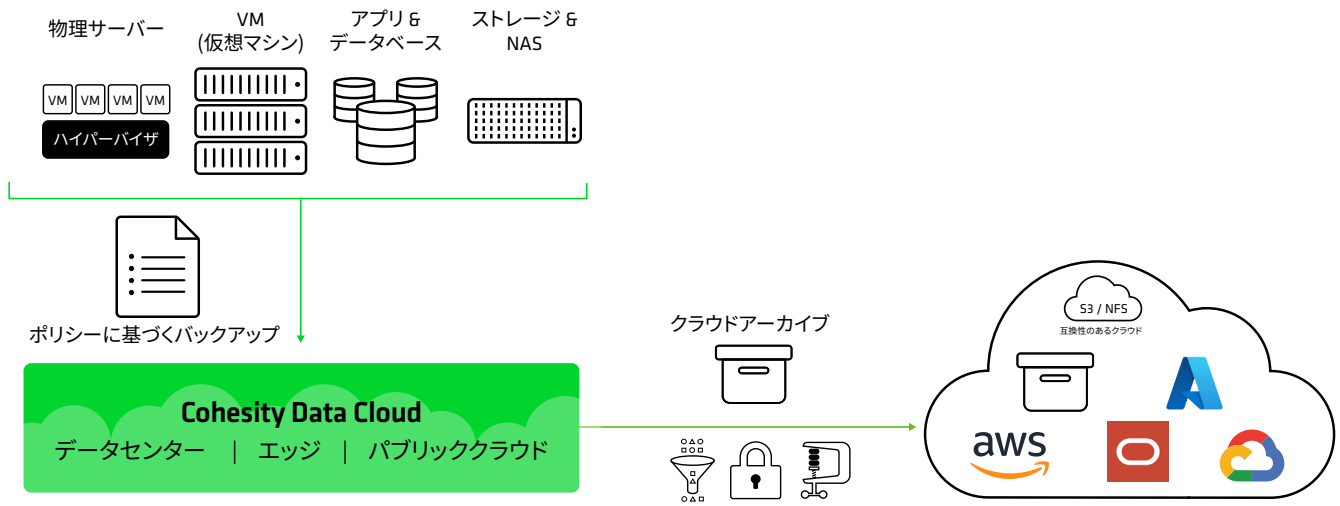 物理サーバー
VM
(仮想マシン)
アプリ &
データベース
ストレージ &
NAS
VM VM VM VM
ハイパーバイザ
ポリシーに基づくバックアップ
Cohesity Data Cloud
データセンター | エッジ | パブリッククラウド
クラウドアーカイブ
S3 / NFS
互換性のあるクラウド
aws